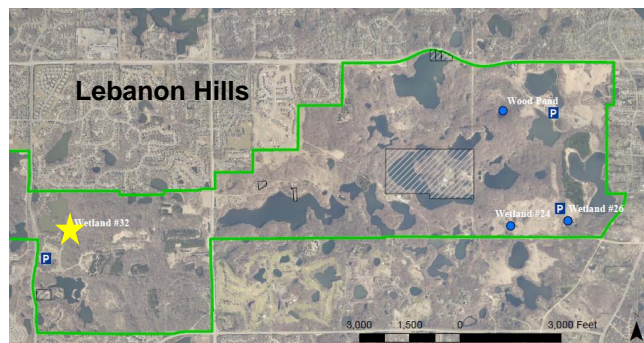 Lebanon Hills
Wood Pond
P
Wetland #32
Wetland #24
Wetland #26
P
P
3,000 1,500 0 3,000 Feet